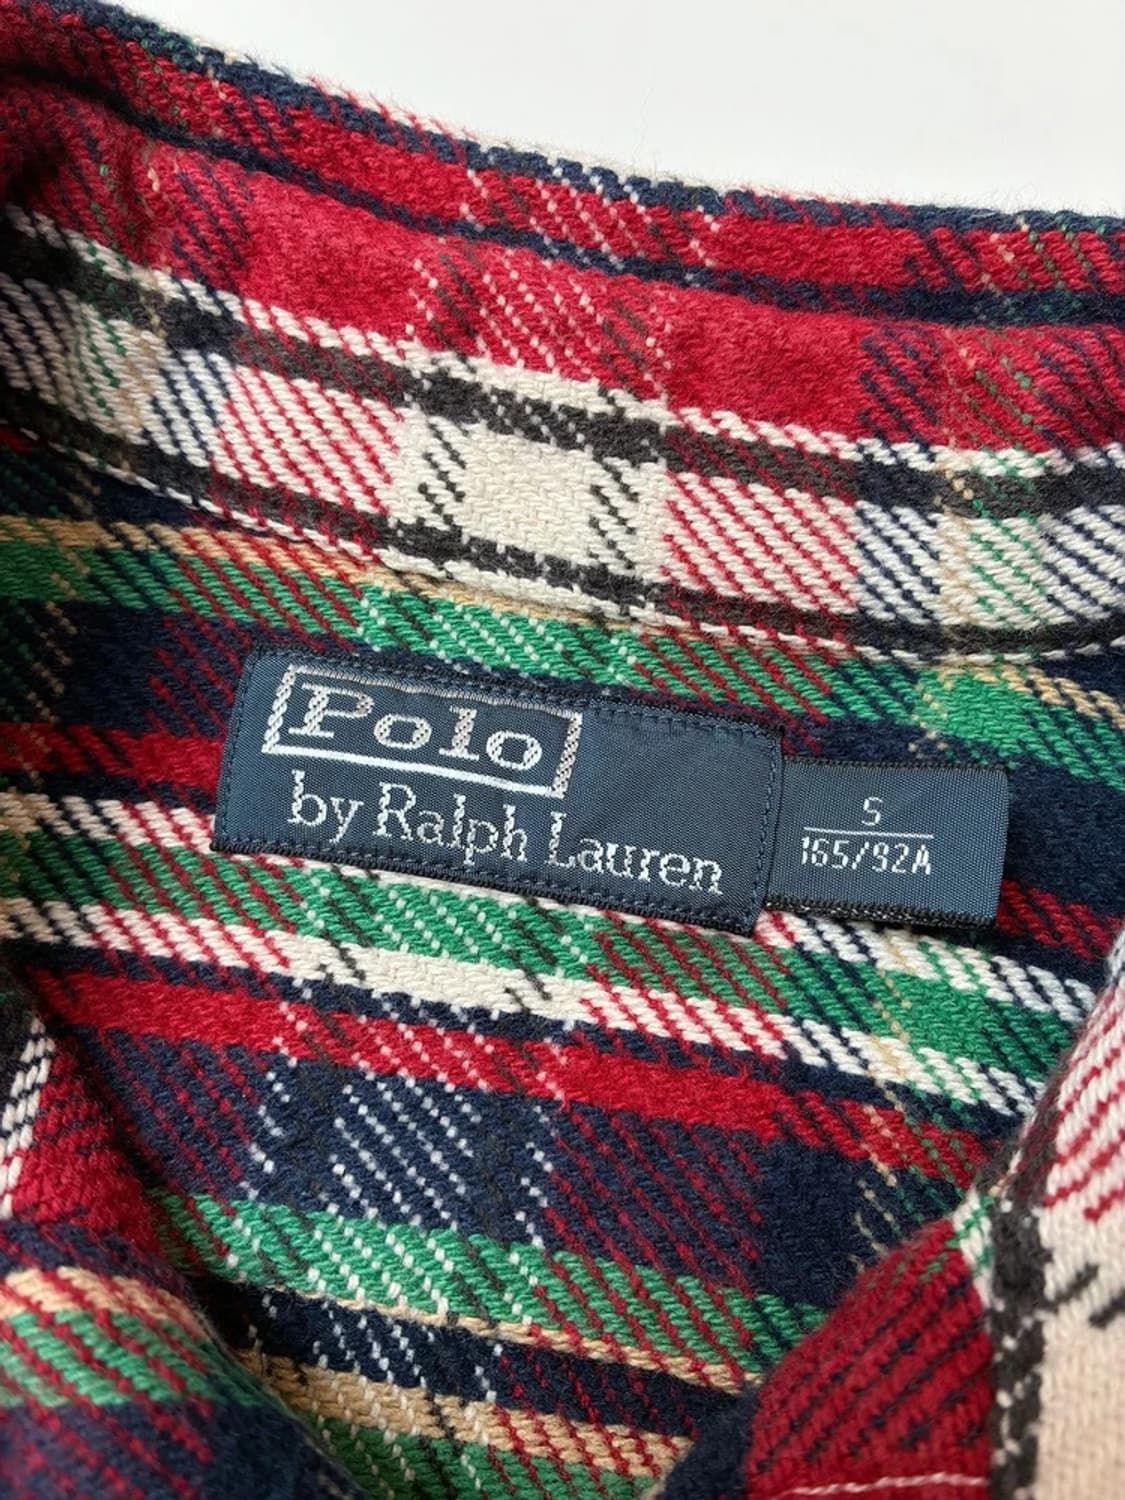 Polo
by Ralph Lauren
S
165/92A